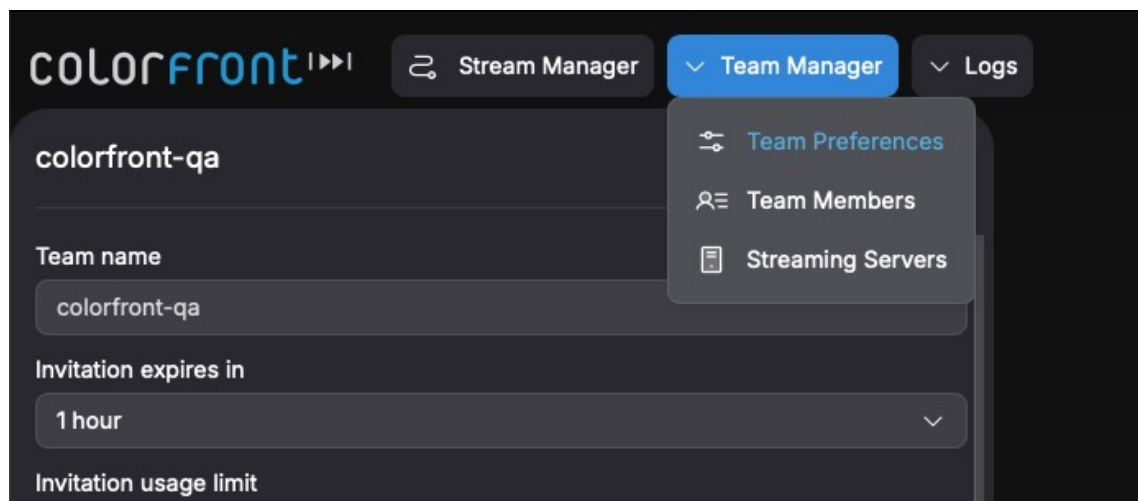 colorfront
Stream Manager
Team Manager
Logs
Team Preferences
Team Members
Streaming Servers
colorfront-qa
Team name
colorfront-qa
Invitation expires in
1 hour
Invitation usage limit